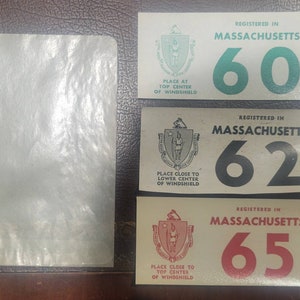 REGISTERED IN
MASSACHUSETTS
60
PLACE AT
TOP CENTER
OF WINDSHIELD
REGISTERED IN
MASSACHUSETT
62
PLACE CLOSE TO
LOWER CENTER
OF WINDSHIELD
REGISTERED IN
MASSACHUSETT
65
PLACE CLOSE TO
TOP CENTER
OF WINDSHIELD